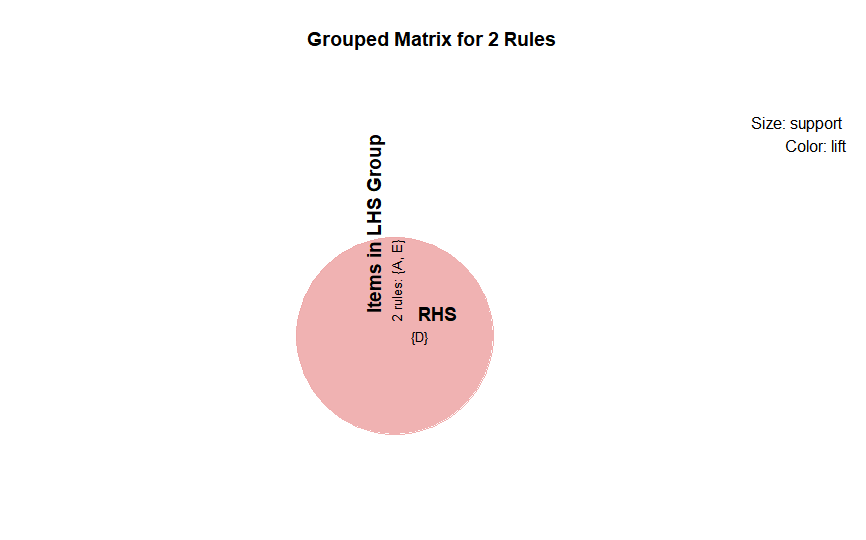 Grouped Matrix for 2 Rules
Size: support
Color: lift
Items in LHS Group
2 rules: {A, E}
RHS
{D}